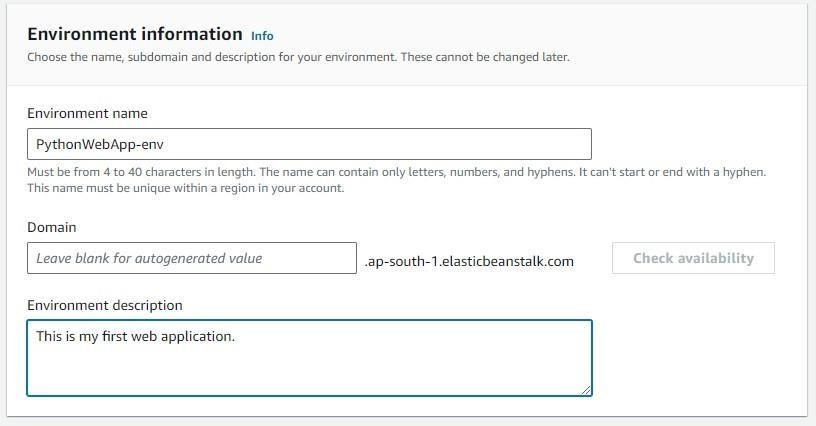 Environment information Info
Choose the name, subdomain and description for your environment. These cannot be changed later.
Environment name
PythonWebApp-env
Must be from 4 to 40 characters in length. The name can contain only letters, numbers, and hyphens. It can't start or end with a hyphen.
This name must be unique within a region in your account.
Domain
Leave blank for autogenerated value .ap-south-1.elasticbeanstalk.com Check availability
Environment description
This is my first web application.